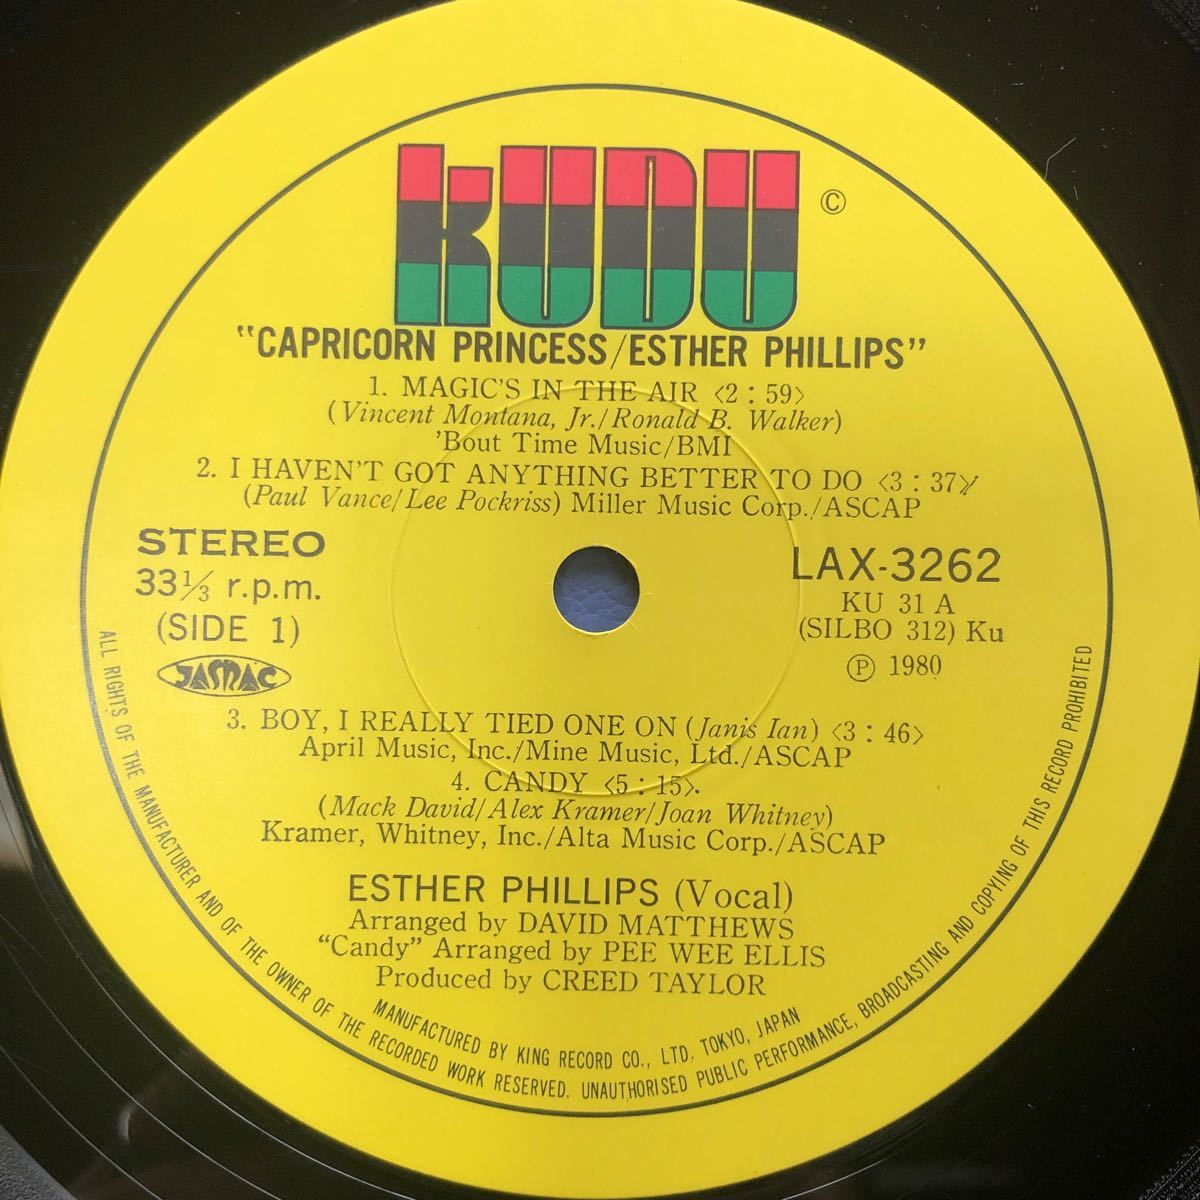 KUDU
©
"CAPRICORN PRINCESS/ESTHER PHILLIPS"
1. MAGIC'S IN THE AIR <2 : 59>
(Vincent Montana, Jr./Ronald B. Walker)
'Bout Time Music/BMI
2. I HAVEN'T GOT ANYTHING BETTER TO DO <3 : 37>
(Paul Vance/Lee Pockriss) Miller Music Corp./ASCAP
STEREO
33⅓ r.p.m.
(SIDE 1)
JASRAC
LAX-3262
KU 31 A
(SILBO 312) Ku
Ⓟ 1980
3. BOY, I REALLY TIED ONE ON (Janis Ian) <3 : 46>
April Music, Inc./Mine Music, Ltd./ASCAP
4. CANDY <5 : 15>.
(Mack David/Alex Kramer/Joan Whitney)
Kramer, Whitney, Inc./Alta Music Corp./ASCAP
ESTHER PHILLIPS (Vocal)
Arranged by DAVID MATTHEWS
"Candy" Arranged by PEE WEE ELLIS
Produced by CREED TAYLOR
MANUFACTURED BY KING RECORD CO., LTD. TOKYO, JAPAN
ALL RIGHTS OF THE MANUFACTURER AND OF THE OWNER OF THE RECORDED WORK RESERVED. UNAUTHORISED PUBLIC PERFORMANCE, BROADCASTING AND COPYING OF THIS RECORD PROHIBITED